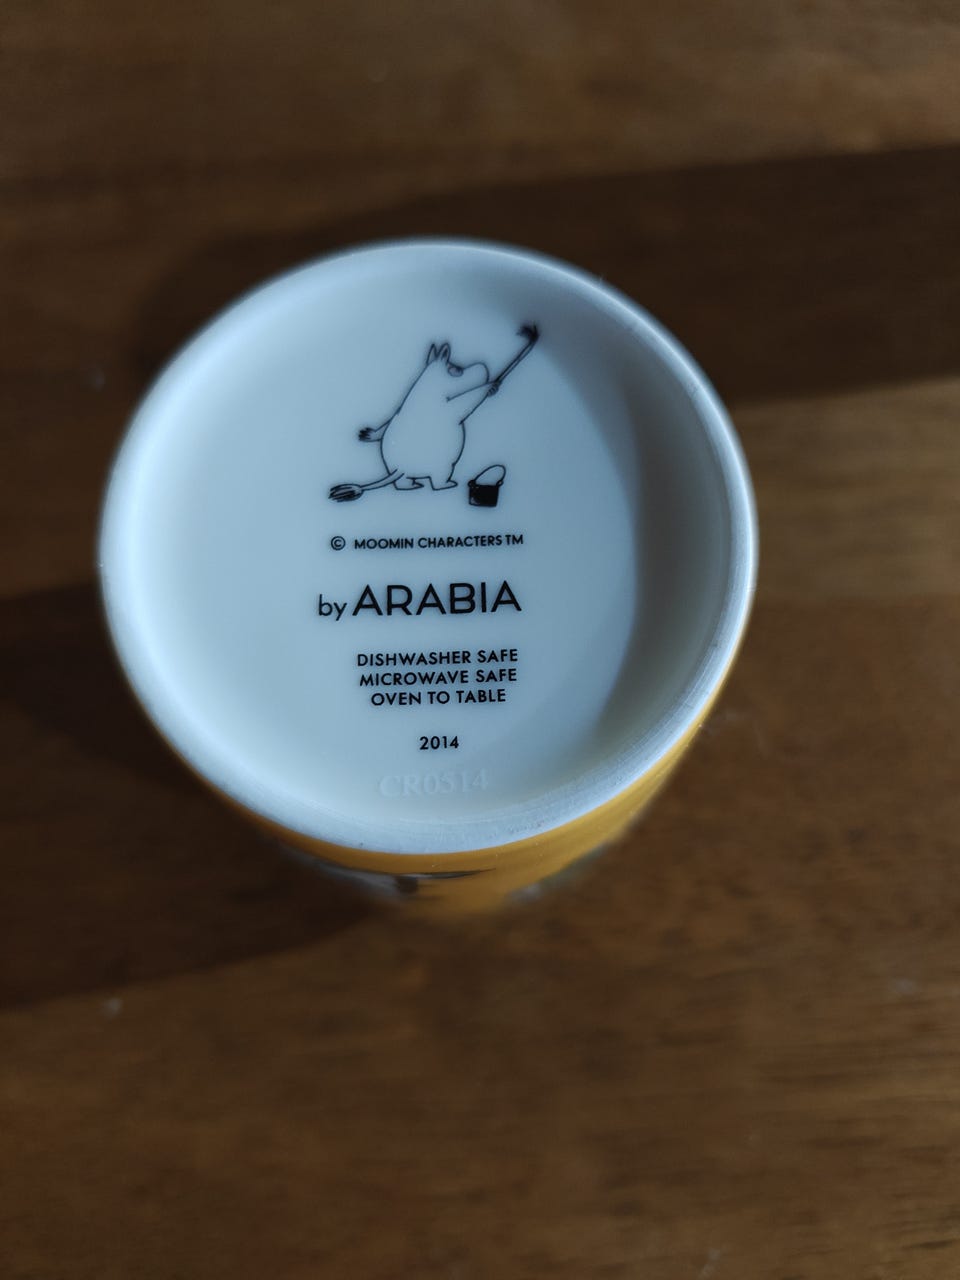 © MOOMIN CHARACTERS TM
by ARABIA
DISHWASHER SAFE
MICROWAVE SAFE
OVEN TO TABLE
2014
CR0514